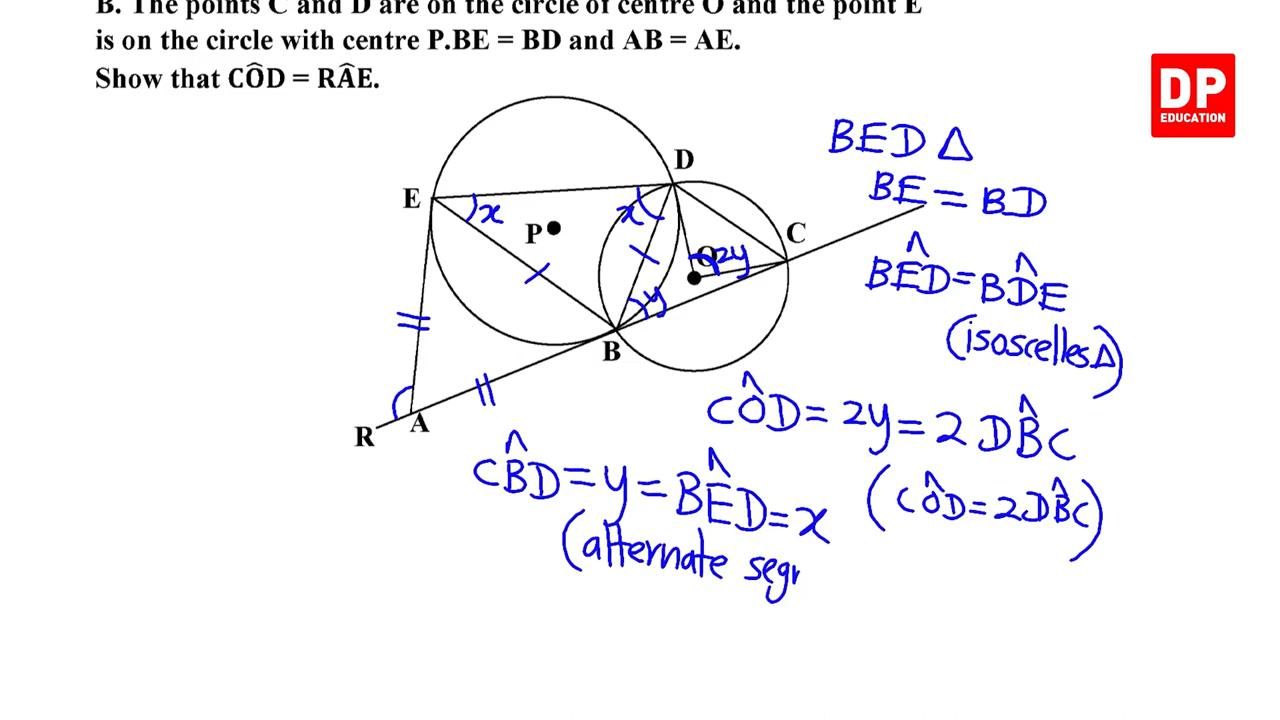 B. The points C and D are on the circle of centre O and the point E
is on the circle with centre P.BE = BD and AB = AE.
Show that CÔD = RÂE.
DP
EDUCATION
BED Δ
BE = BD
BÊD = BD̂E
(isoscelles Δ)
D
E
x
x
P
O
2y
C
y
B
R
A
CÔD = 2y = 2 DB̂C
(CÔD = 2DB̂C)
CB̂D = y = BÊD = x
(alternate segm